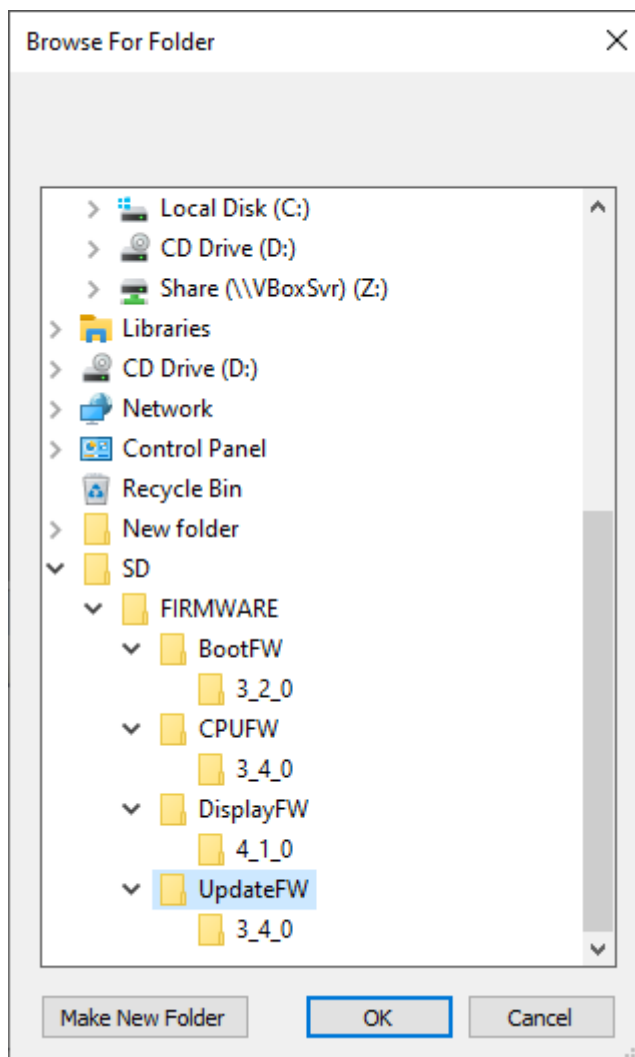 Browse For Folder
Local Disk (C:)
CD Drive (D:)
Share (\\VBoxSvr) (Z:)
Libraries
CD Drive (D:)
Network
Control Panel
Recycle Bin
New folder
SD
FIRMWARE
BootFW
3_2_0
CPUFW
3_4_0
DisplayFW
4_1_0
UpdateFW
3_4_0
Make New Folder OK Cancel